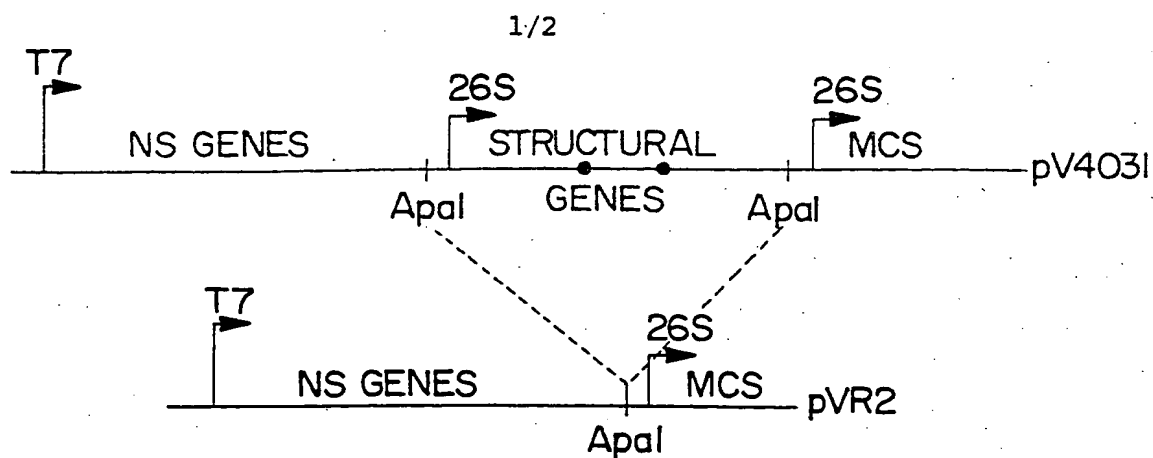 1/2
T7
26S
26S
NS GENES
STRUCTURAL
MCS
pV4031
ApaI
GENES
ApaI
T7
26S
NS GENES
MCS
pVR2
ApaI